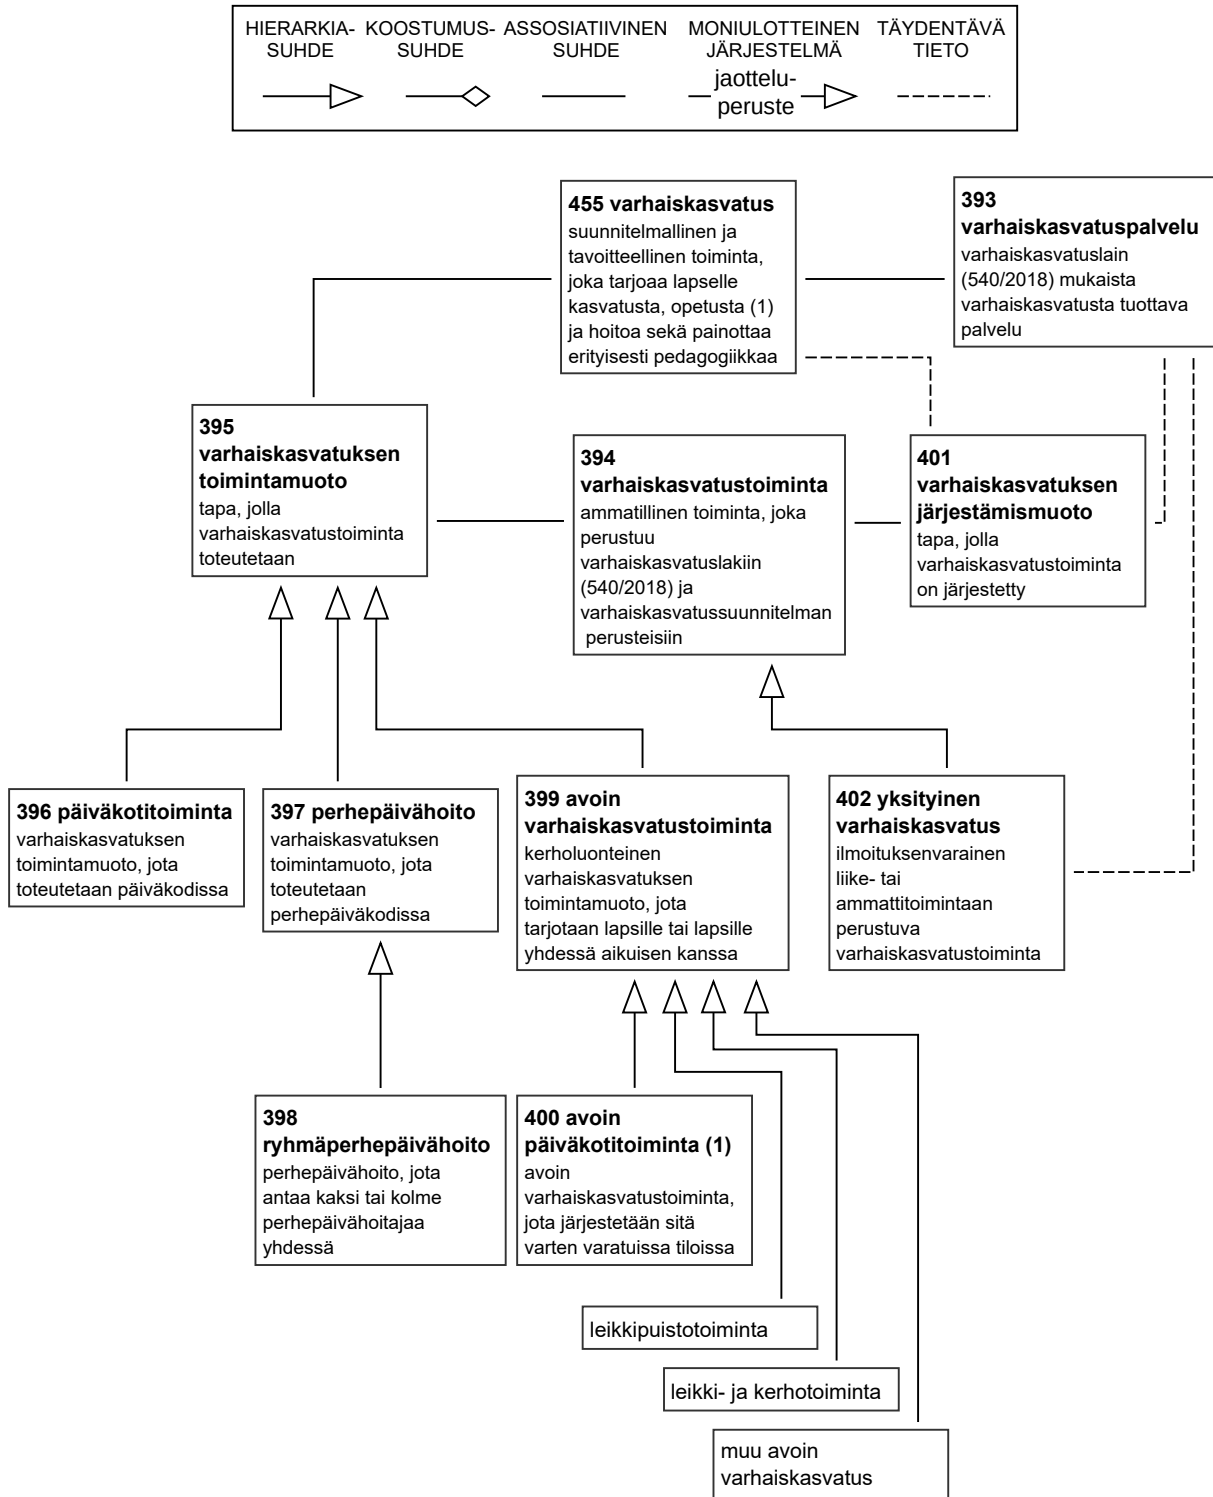 HIERARKIA-
SUHDE
KOOSTUMUS-
SUHDE
ASSOSIATIIVINEN
SUHDE
MONIULOTTEINEN
JÄRJESTELMÄ
jaottelu-
peruste
TÄYDENTÄVÄ
TIETO
455 varhaiskasvatus
suunnitelmallinen ja
tavoitteellinen toiminta,
joka tarjoaa lapselle
kasvatusta, opetusta (1)
ja hoitoa sekä painottaa
erityisesti pedagogiikkaa
393
varhaiskasvatuspalvelu
varhaiskasvatuslain
(540/2018) mukaista
varhaiskasvatusta tuottava
palvelu
395
varhaiskasvatuksen
toimintamuoto
tapa, jolla
varhaiskasvatustoiminta
toteutetaan
394
varhaiskasvatustoiminta
ammatillinen toiminta, joka
perustuu
varhaiskasvatuslakiin
(540/2018) ja
varhaiskasvatussuunnitelman
perusteisiin
401
varhaiskasvatuksen
järjestämismuoto
tapa, jolla
varhaiskasvatustoiminta
on järjestetty
396 päiväkotitoiminta
varhaiskasvatuksen
toimintamuoto, jota
toteutetaan päiväkodissa
397 perhepäivähoito
varhaiskasvatuksen
toimintamuoto, jota
toteutetaan
perhepäiväkodissa
399 avoin
varhaiskasvatustoiminta
kerholuonteinen
varhaiskasvatuksen
toimintamuoto, jota
tarjotaan lapsille tai lapsille
yhdessä aikuisen kanssa
402 yksityinen
varhaiskasvatus
ilmoituksenvarainen
liike- tai
ammattitoimintaan
perustuva
varhaiskasvatustoiminta
398
ryhmäperhepäivähoito
perhepäivähoito, jota
antaa kaksi tai kolme
perhepäivähoitajaa
yhdessä
400 avoin
päiväkotitoiminta (1)
avoin
varhaiskasvatustoiminta,
jota järjestetään sitä
varten varatuissa tiloissa
leikkipuistotoiminta
leikki- ja kerhotoiminta
muu avoin
varhaiskasvatus